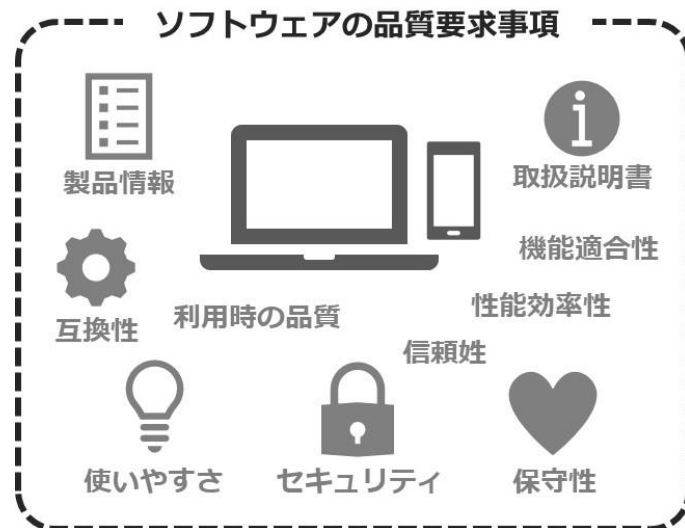 ソフトウェアの品質要求事項
製品情報
取扱説明書
機能適合性
互換性
利用時の品質
性能効率性
信頼姓
使いやすさ
セキュリティ
保守性